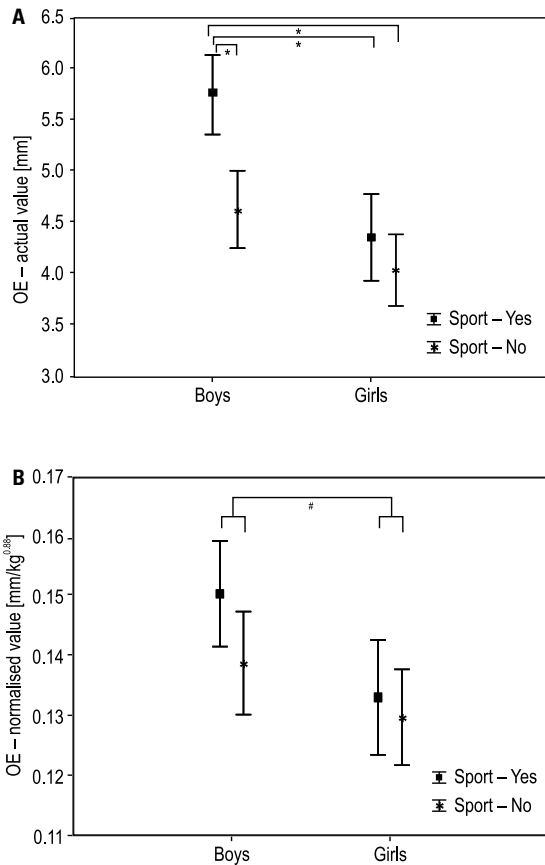 A
OE – actual value [mm]
6.5
6.0
5.5
5.0
4.5
4.0
3.5
3.0
*
*
*
Sport – Yes
Sport – No
Boys Girls
B
OE – normalised value [mm/kg^0.88]
0.17
0.16
0.15
0.14
0.13
0.12
0.11
#
Sport – Yes
Sport – No
Boys Girls